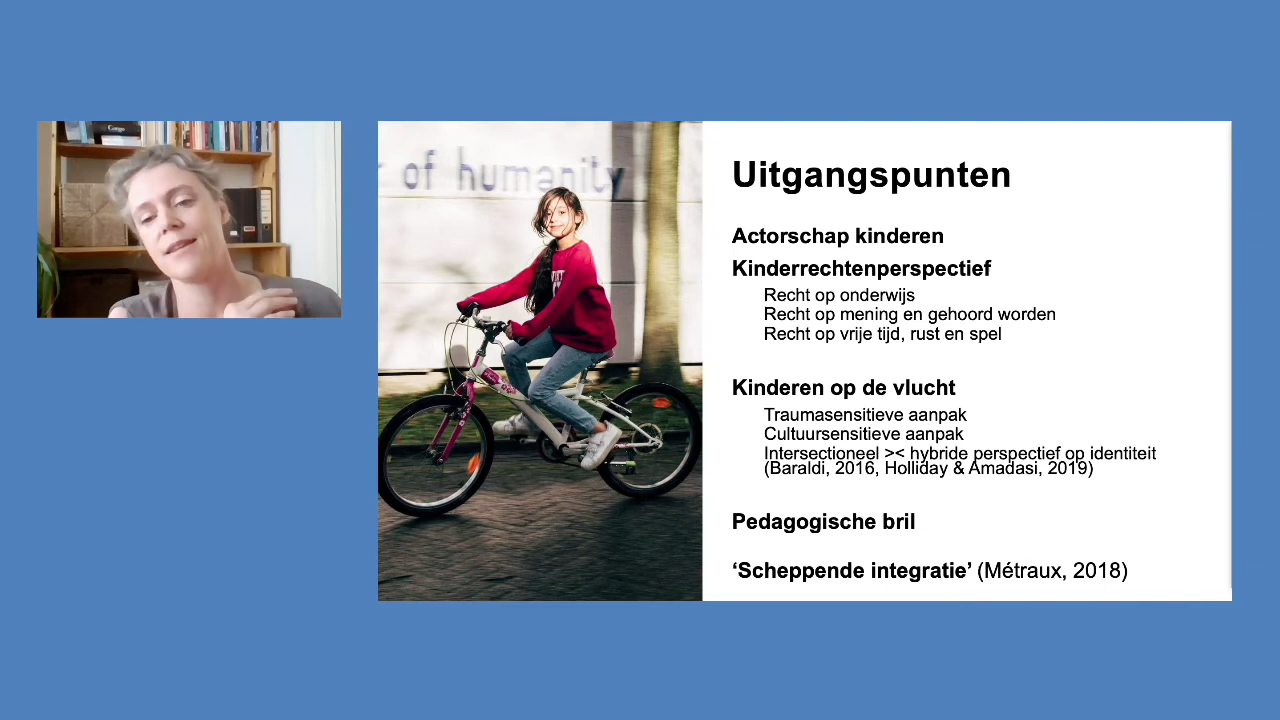 r of humanity
Uitgangspunten
Actorschap kinderen
Kinderrechtenperspectief
Recht op onderwijs
Recht op mening en gehoord worden
Recht op vrije tijd, rust en spel
Kinderen op de vlucht
Traumasensitieve aanpak
Cultuursensitieve aanpak
Intersectioneel >< hybride perspectief op identiteit
(Baraldi, 2016, Holliday & Amadasi, 2019)
Pedagogische bril
‘Scheppende integratie’ (Métraux, 2018)